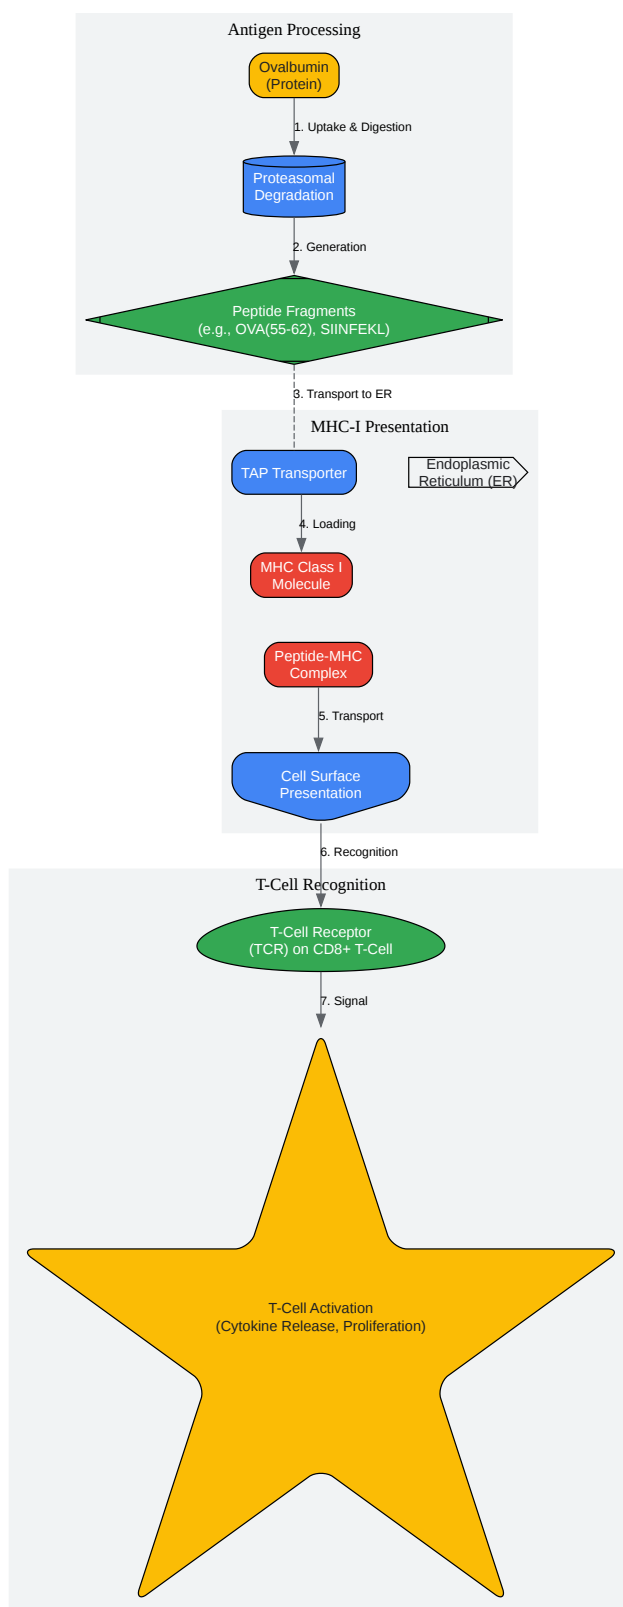 Antigen Processing
Ovalbumin
(Protein)
1. Uptake & Digestion
Proteasomal
Degradation
2. Generation
Peptide Fragments
(e.g., OVA(55-62), SIINFEKL)
3. Transport to ER
MHC-I Presentation
TAP Transporter
Endoplasmic
Reticulum (ER)
4. Loading
MHC Class I
Molecule
Peptide-MHC
Complex
5. Transport
Cell Surface
Presentation
6. Recognition
T-Cell Recognition
T-Cell Receptor
(TCR) on CD8+ T-Cell
7. Signal
T-Cell Activation
(Cytokine Release, Proliferation)